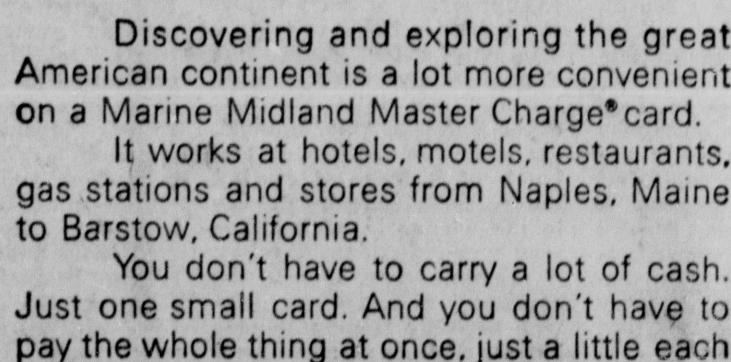 Discovering and exploring the great
American continent is a lot more convenient
on a Marine Midland Master Charge® card.
It works at hotels, motels, restaurants,
gas stations and stores from Naples, Maine
to Barstow, California.
You don't have to carry a lot of cash.
Just one small card. And you don't have to
pay the whole thing at once, just a little each